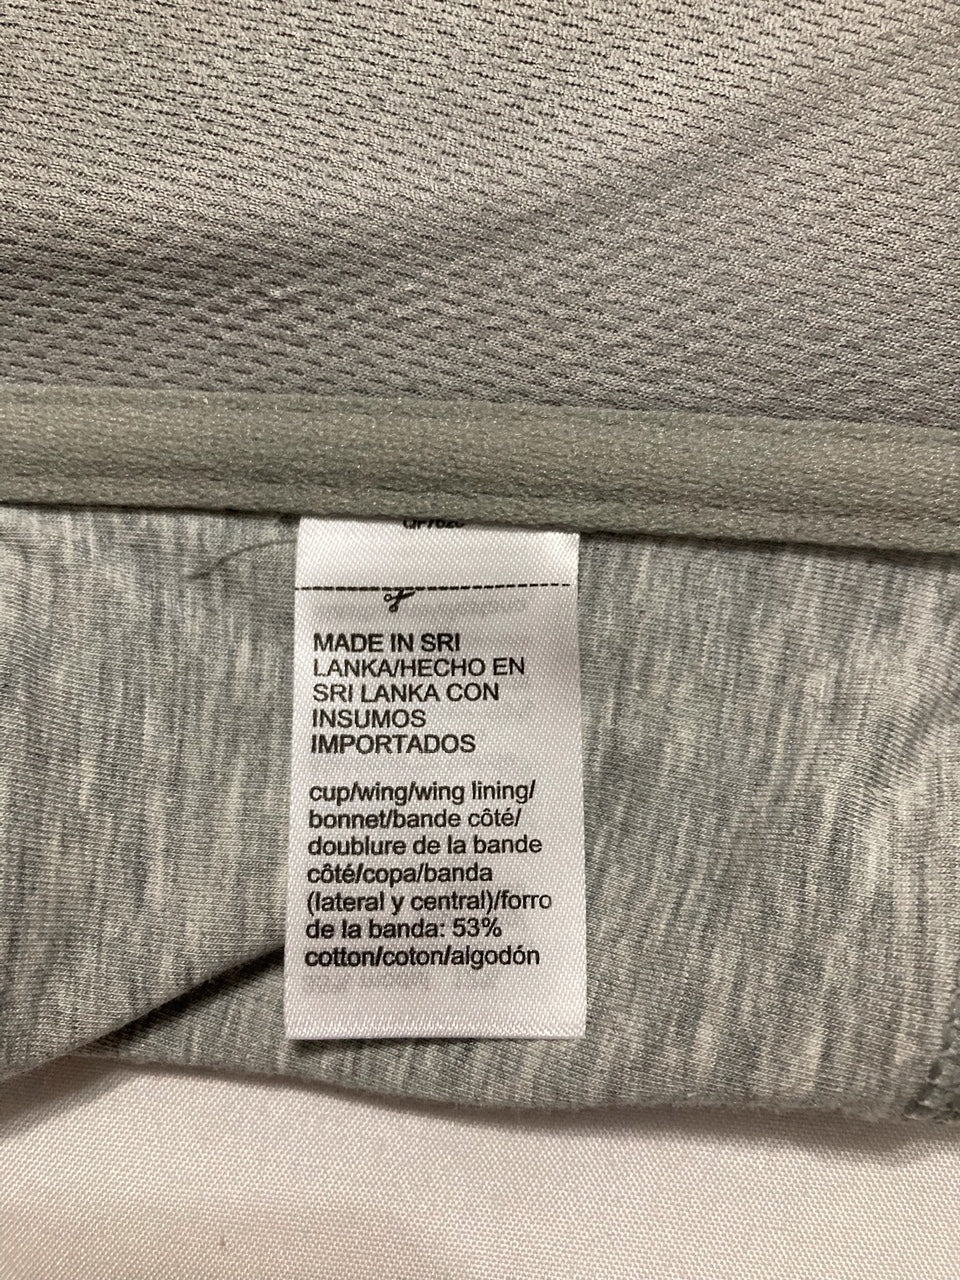 MADE IN SRI
LANKA/HECHO EN
SRI LANKA CON
INSUMOS
IMPORTADOS
cup/wing/wing lining/
bonnet/bande côté/
doublure de la bande
côté/copa/banda
(lateral y central)/forro
de la banda: 53%
cotton/coton/algodón